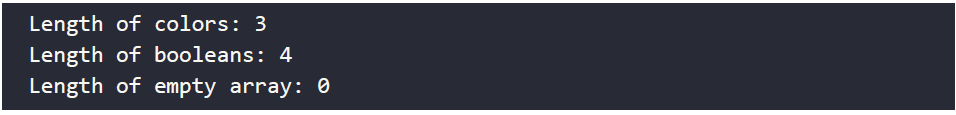 Length of colors: 3
Length of booleans: 4
Length of empty array: 0